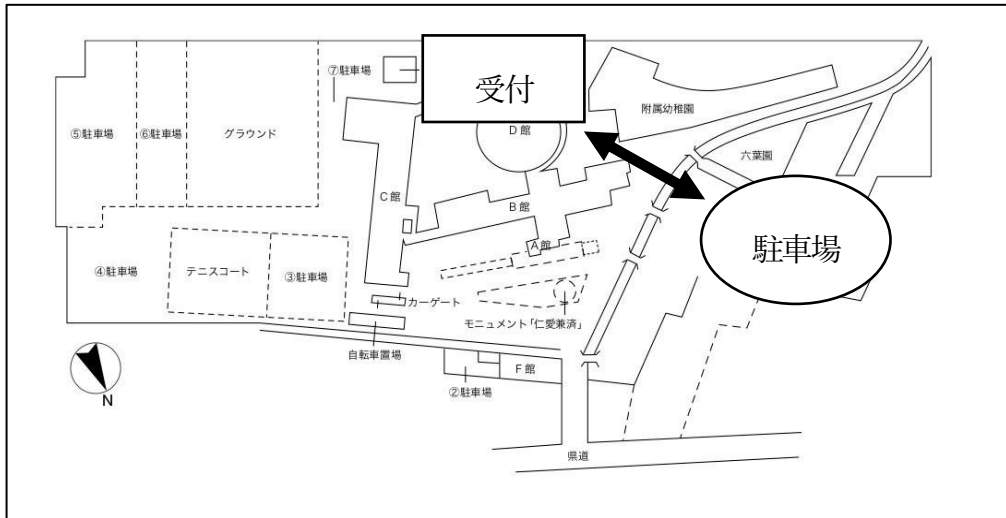 受付
⑦駐車場
附属幼稚園
⑤駐車場
⑥駐車場
グラウンド
D館
六葉園
C館
B館
駐車場
A館
④駐車場
テニスコート
③駐車場
カーゲート
モニュメント「仁愛兼済」
自転車置場
F館
②駐車場
N
県道